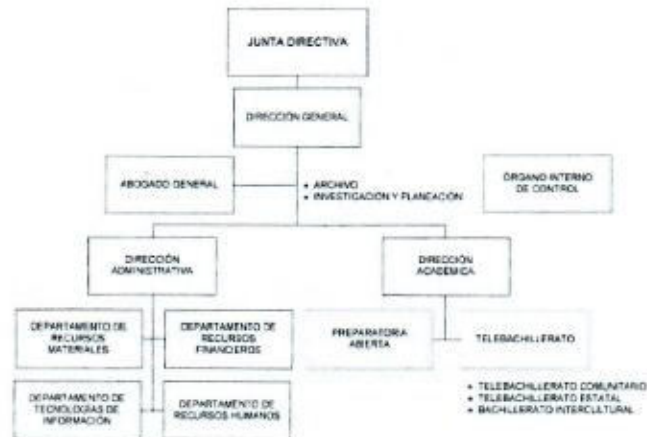 JUNTA DIRECTIVA
DIRECCIÓN GENERAL
ABOGADO GENERAL
• ARCHIVO
• INVESTIGACIÓN Y PLANEACIÓN
ÓRGANO INTERNO
DE CONTROL
DIRECCIÓN
ADMINISTRATIVA
DIRECCIÓN
ACADÉMICA
DEPARTAMENTO DE
RECURSOS
MATERIALES
DEPARTAMENTO DE
RECURSOS
FINANCIEROS
PREPARATORIA
ABIERTA
TELEBACHILLERATO
DEPARTAMENTO DE
TECNOLOGÍAS DE
INFORMACIÓN
DEPARTAMENTO DE
RECURSOS HUMANOS
• TELEBACHILLERATO COMUNITARIO
• TELEBACHILLERATO ESTATAL
• BACHILLERATO INTERCULTURAL